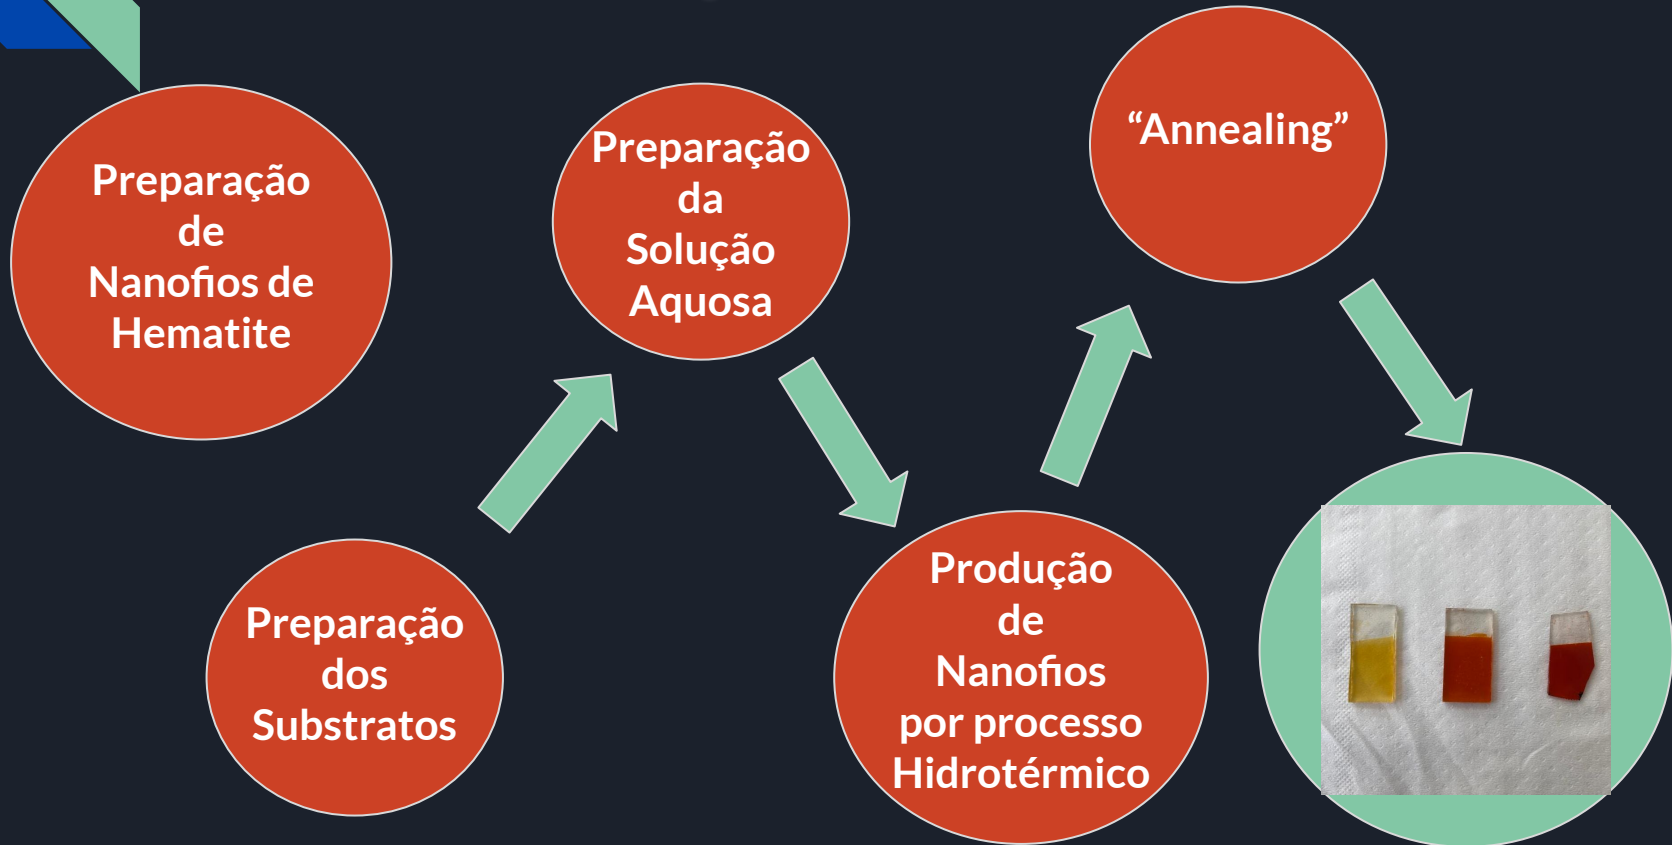 Preparação
de
Nanofios de
Hematite
Preparação
dos
Substratos
Preparação
da
Solução
Aquosa
Produção
de
Nanofios
por processo
Hidrotérmico
“Annealing”